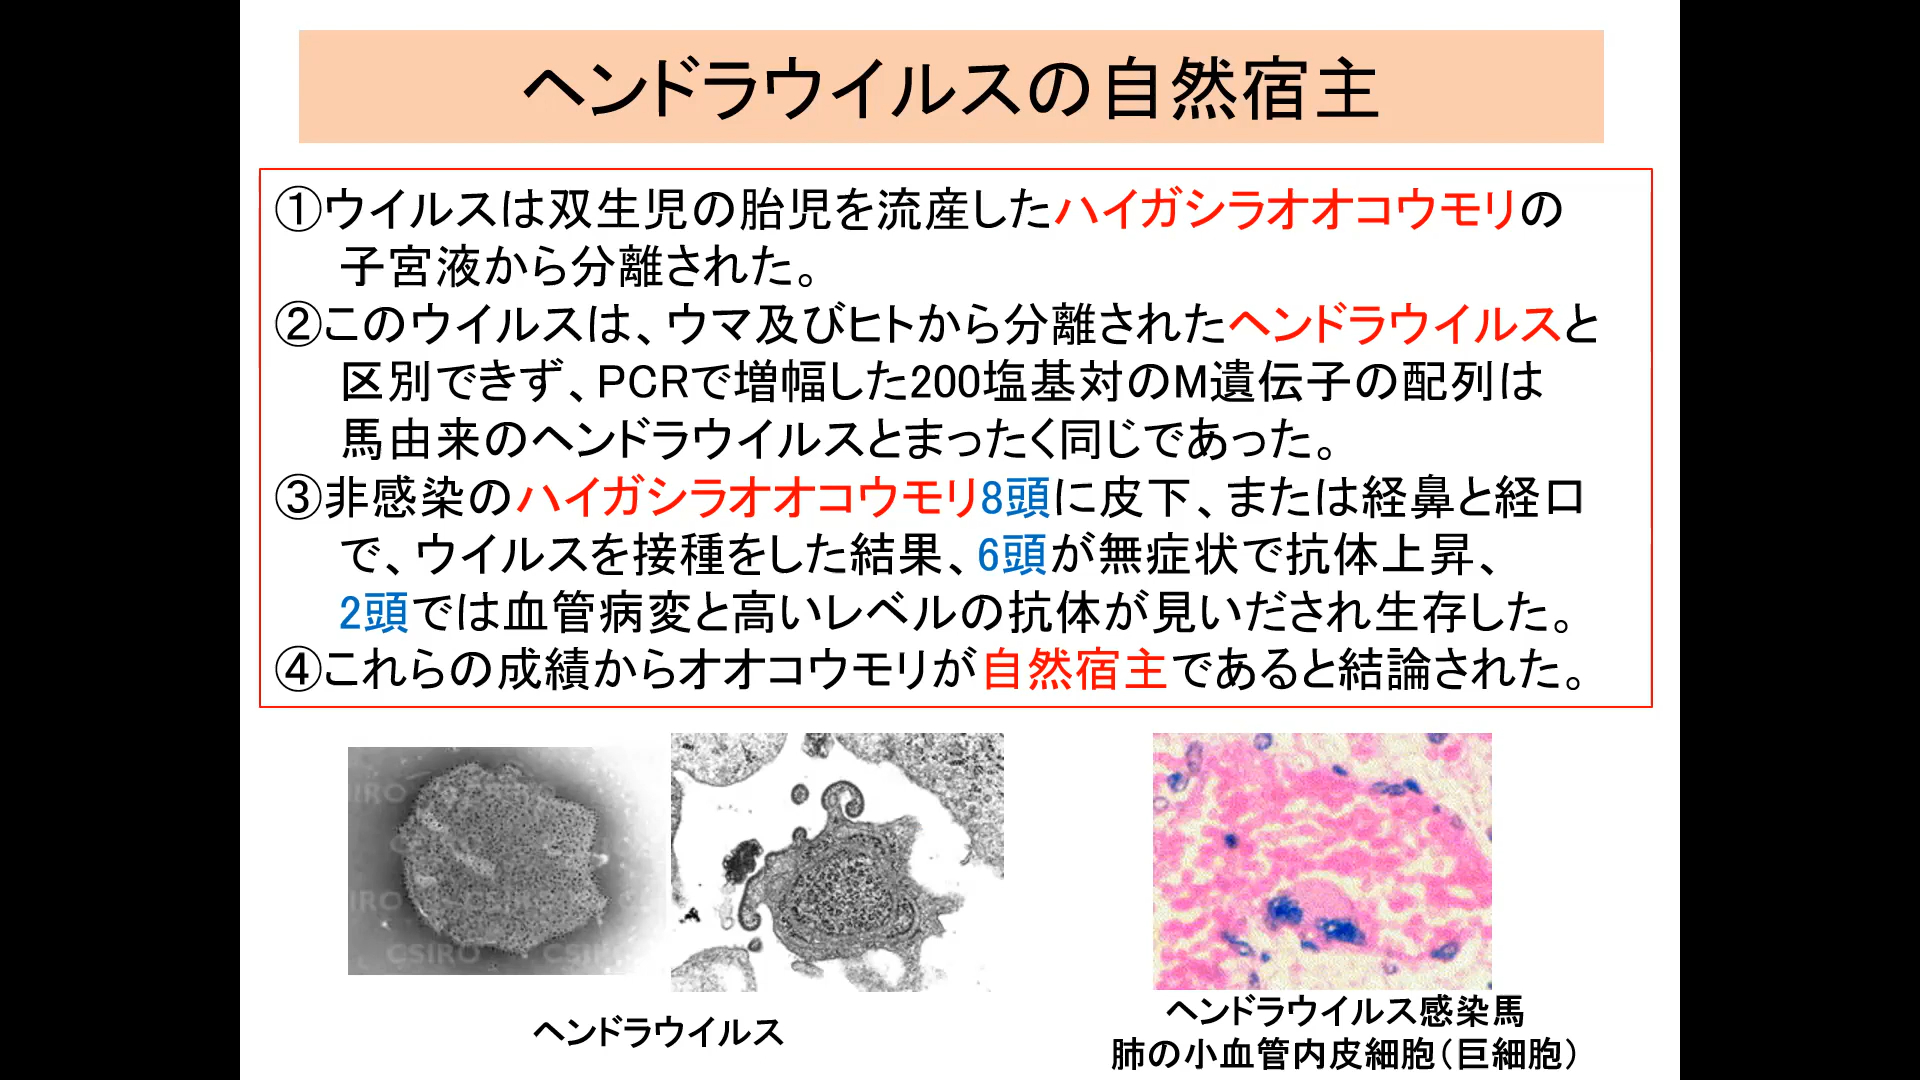 ヘンドラウイルスの自然宿主
①ウイルスは双生児の胎児を流産したハイガシラオオコウモリの
子宮液から分離された。
②このウイルスは、ウマ及びヒトから分離されたヘンドラウイルスと
区別できず、PCRで増幅した200塩基対のM遺伝子の配列は
馬由来のヘンドラウイルスとまったく同じであった。
③非感染のハイガシラオオコウモリ8頭に皮下、または経鼻と経口
で、ウイルスを接種をした結果、6頭が無症状で抗体上昇、
2頭では血管病変と高いレベルの抗体が見いだされ生存した。
④これらの成績からオオコウモリが自然宿主であると結論された。
CSIRO
ヘンドラウイルス
ヘンドラウイルス感染馬
肺の小血管内皮細胞（巨細胞）